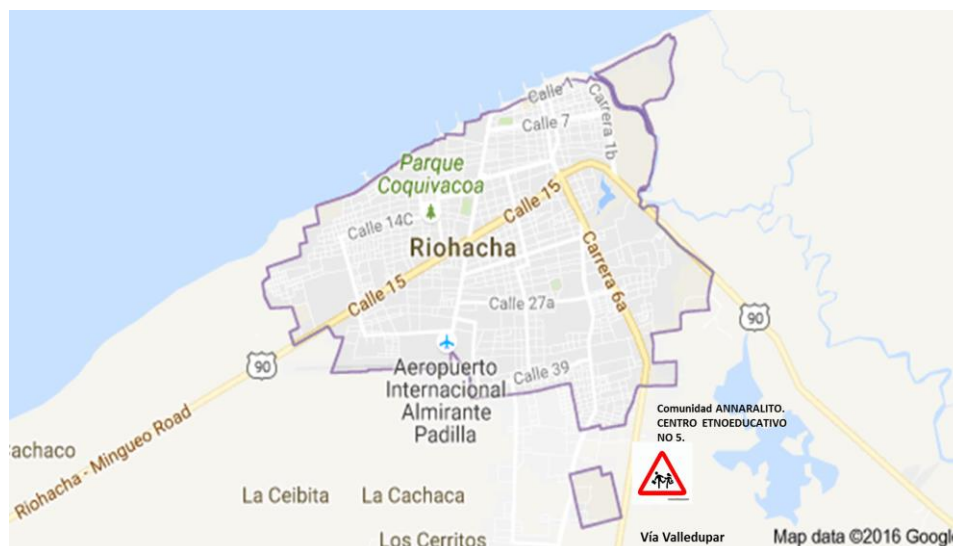 Calle 1
Calle 7
Carrera 1b
Parque
Coquivacoa
Calle 15
Calle 14C
Riohacha
Carrera 6a
Calle 15
Calle 27a
90
90
Aeropuerto
Internacional
Almirante
Padilla
Calle 39
Riohacha - Mingueo Road
Comunidad ANNARALITO.
CENTRO ETNOEDUCATIVO
NO 5.
Cachaco
La Ceibita
La Cachaca
Los Cerritos
Vía Valledupar
Map data ©2016 Google